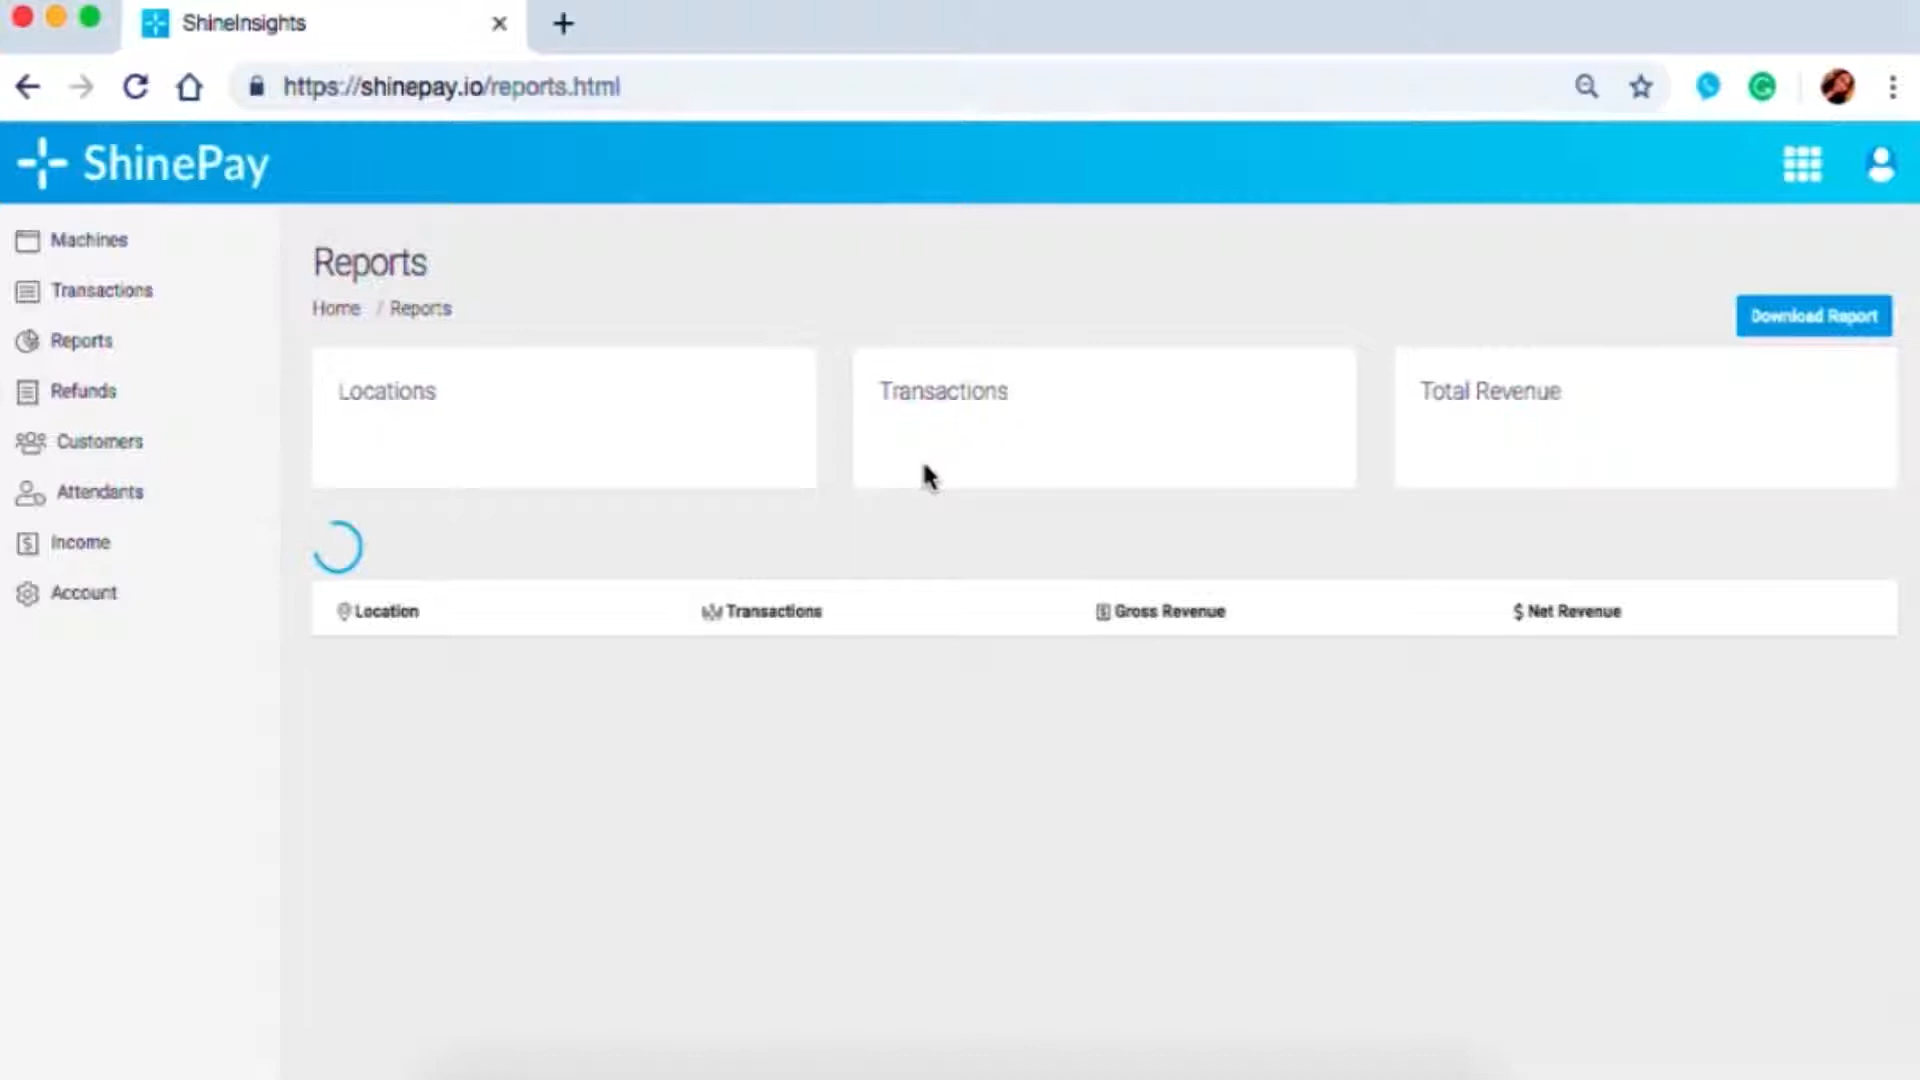 ShineInsights
https://shinepay.io/reports.html
ShinePay
Machines
Transactions
Reports
Refunds
Customers
Attendants
Income
Account
Reports
Home / Reports
Download Report
Locations
Transactions
Total Revenue
Location Transactions Gross Revenue Net Revenue